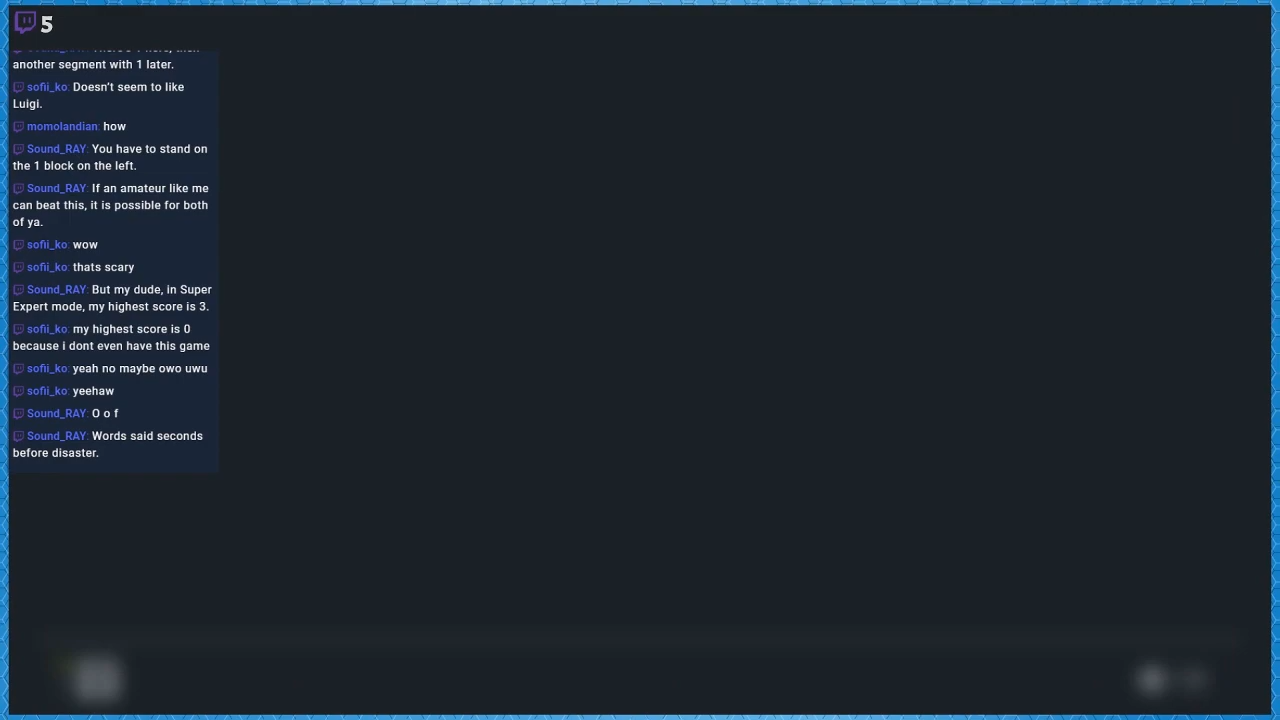 5
another segment with 1 later.
sofii_ko: Doesn't seem to like
Luigi.
momolandian: how
Sound_RAY: You have to stand on
the 1 block on the left.
Sound_RAY: If an amateur like me
can beat this, it is possible for both
of ya.
sofii_ko: wow
sofii_ko: thats scary
Sound_RAY: But my dude, in Super
Expert mode, my highest score is 3.
sofii_ko: my highest score is 0
because i dont even have this game
sofii_ko: yeah no maybe owo uwu
sofii_ko: yeehaw
Sound_RAY: O o f
Sound_RAY: Words said seconds
before disaster.